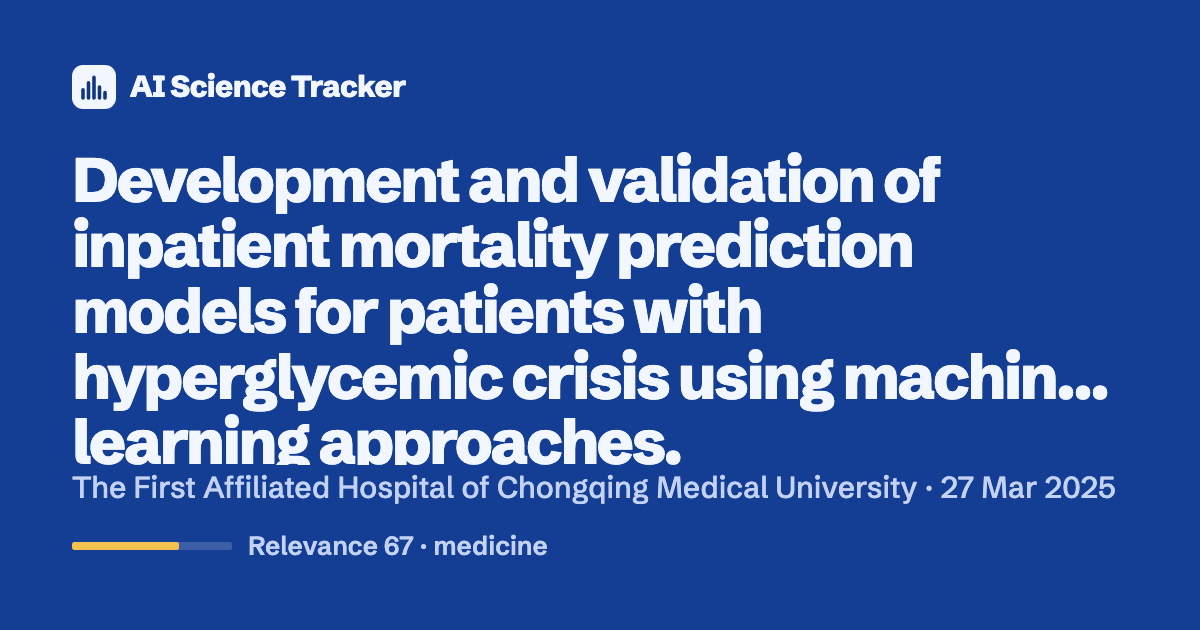 AI Science Tracker
Development and validation of
inpatient mortality prediction
models for patients with
hyperglycemic crisis using machin...
learning approaches.
The First Affiliated Hospital of Chongqing Medical University · 27 Mar 2025
Relevance 67 · medicine